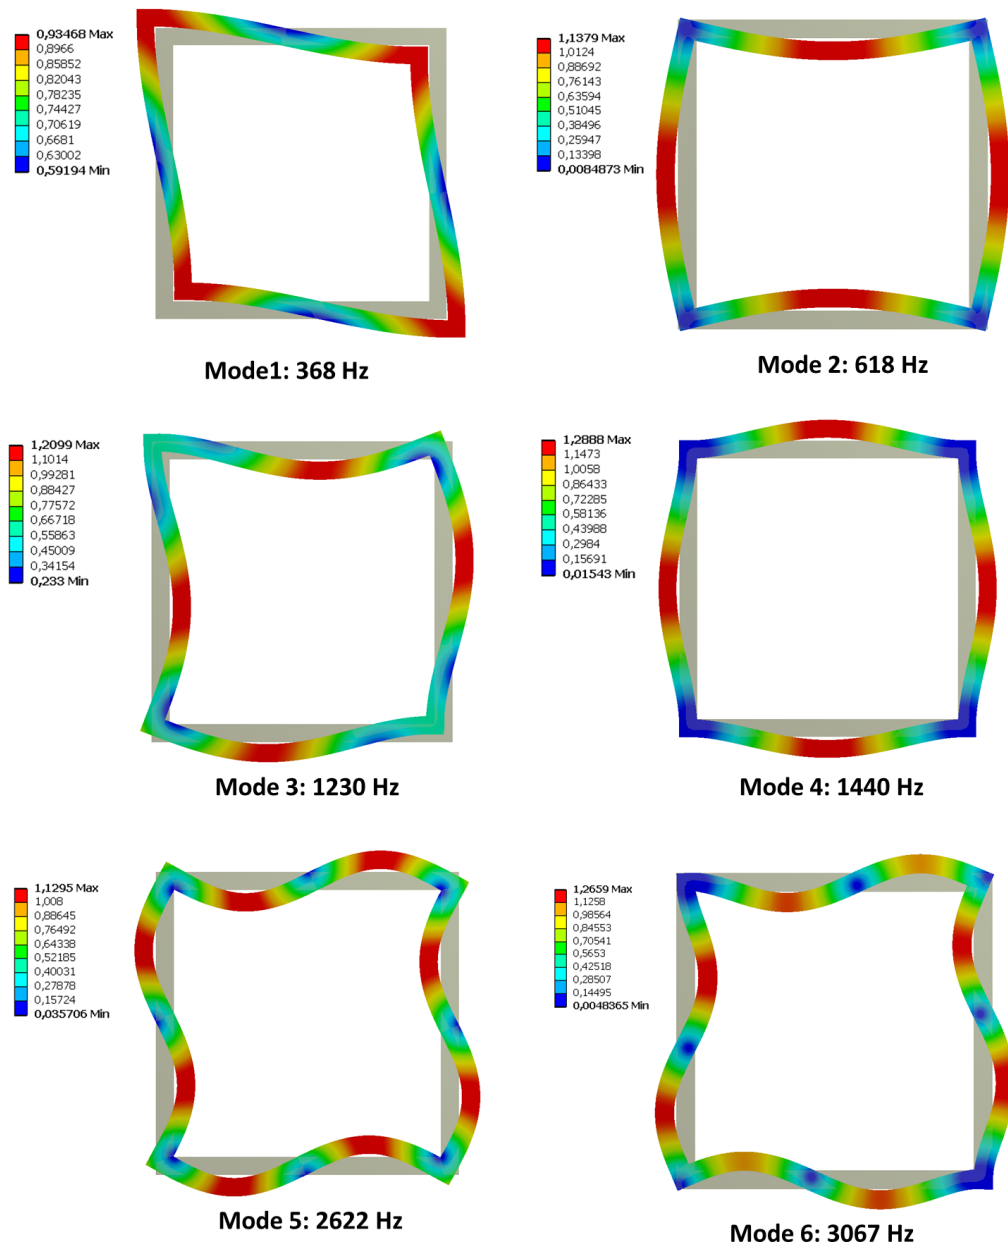 0,93468 Max
0,8966
0,85852
0,82043
0,78235
0,74427
0,70619
0,6681
0,63002
0,59194 Min
Mode1: 368 Hz
1,1379 Max
1,0124
0,88692
0,76143
0,63594
0,51045
0,38496
0,25947
0,13398
0,0084873 Min
Mode 2: 618 Hz
1,2099 Max
1,1014
0,99281
0,88427
0,77572
0,66718
0,55863
0,45009
0,34154
0,233 Min
Mode 3: 1230 Hz
1,2888 Max
1,1473
1,0058
0,86433
0,72285
0,58136
0,43988
0,2984
0,15691
0,01543 Min
Mode 4: 1440 Hz
1,1295 Max
1,008
0,88645
0,76492
0,64338
0,52185
0,40031
0,27878
0,15724
0,035706 Min
Mode 5: 2622 Hz
1,2659 Max
1,1258
0,98564
0,84553
0,70541
0,5653
0,42518
0,28507
0,14495
0,0048365 Min
Mode 6: 3067 Hz